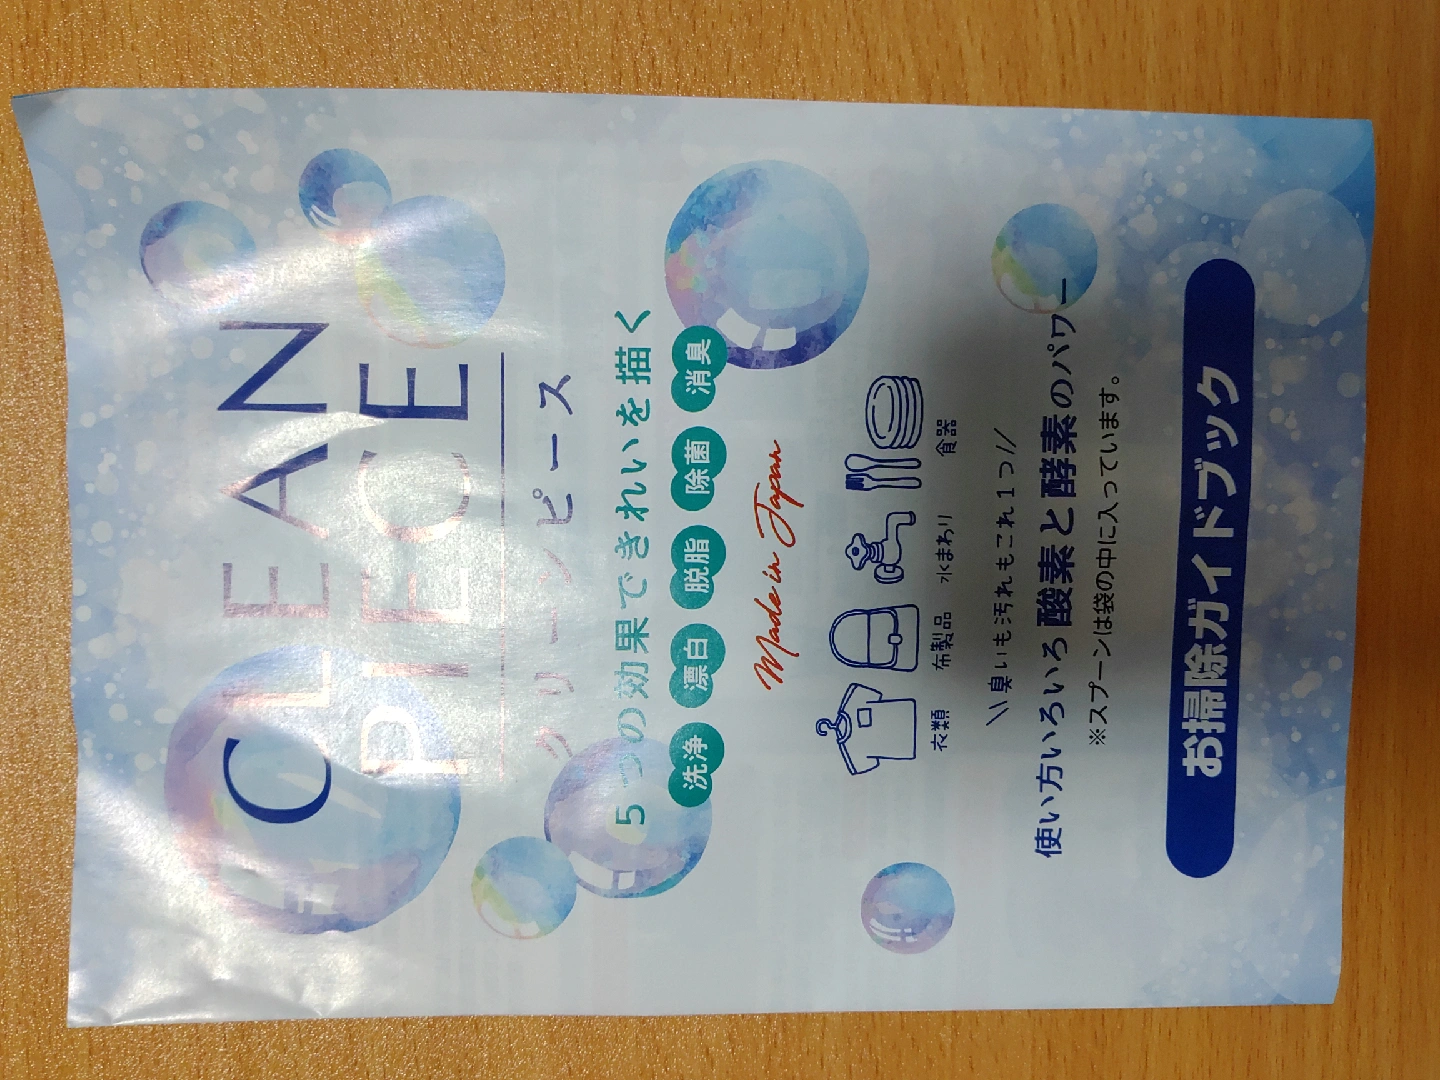 CLEAN
PIECE
クリーンピース
5つの効果できれいを描く
洗浄 漂白 脱脂 除菌 消臭
Made in Japan
衣類 布製品 水まわり 食器
\\臭いも汚れもこれ1つ//
使い方いろいろ 酸素と酵素のパワー
※スプーンは袋の中に入っています。
お掃除ガイドブック